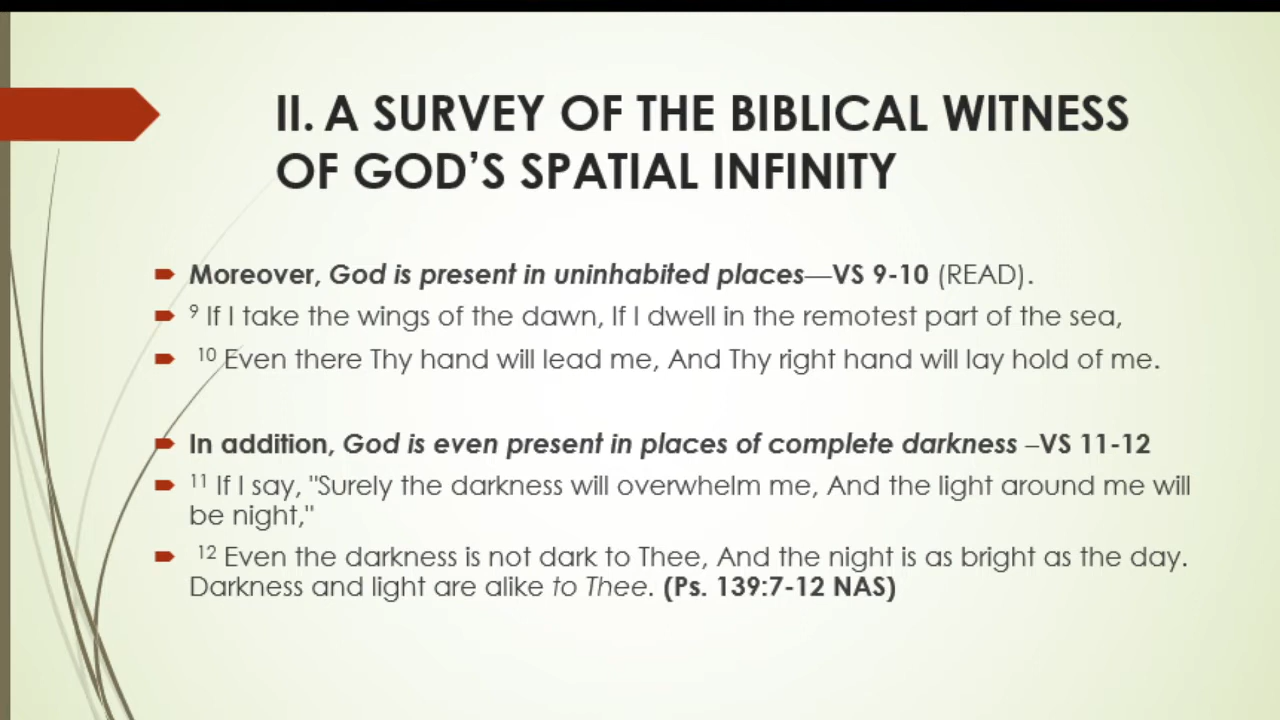 II. A SURVEY OF THE BIBLICAL WITNESS
OF GOD’S SPATIAL INFINITY
Moreover, God is present in uninhabited places—VS 9-10 (READ).
9 If I take the wings of the dawn, If I dwell in the remotest part of the sea,
10 Even there Thy hand will lead me, And Thy right hand will lay hold of me.
In addition, God is even present in places of complete darkness –VS 11-12
11 If I say, "Surely the darkness will overwhelm me, And the light around me will
be night,"
12 Even the darkness is not dark to Thee, And the night is as bright as the day.
Darkness and light are alike to Thee. (Ps. 139:7-12 NAS)